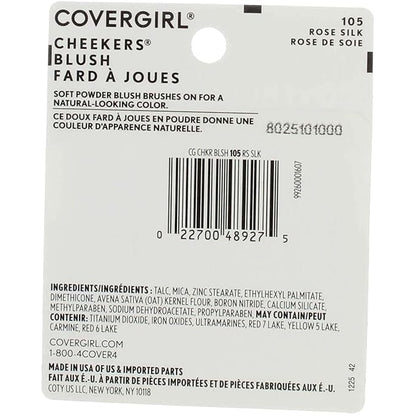 COVERGIRL®
105
ROSE SILK
ROSE DE SOIE
CHEEKERS®
BLUSH
FARD À JOUES
SOFT POWDER BLUSH BRUSHES ON FOR A
NATURAL-LOOKING COLOR.
CE DOUX FARD À JOUES EN POUDRE DONNE UNE
COULEUR D'APPARENCE NATURELLE.
8025101000
CG CHKR BLSH 105 RS SLK
99260001607
0 22700 48927 5
INGREDIENTS/INGRÉDIENTS: TALC, MICA, ZINC STEARATE, ETHYLHEXYL PALMITATE,
DIMETHICONE, AVENA SATIVA (OAT) KERNEL FLOUR, BORON NITRIDE, CALCIUM SILICATE,
METHYLPARABEN, SODIUM DEHYDROACETATE, PROPYLPARABEN, MAY CONTAIN/PEUT
CONTENIR: TITANIUM DIOXIDE, IRON OXIDES, ULTRAMARINES, RED 7 LAKE, YELLOW 5 LAKE,
CARMINE, RED 6 LAKE
COVERGIRL.COM
1-800-4COVER4
MADE IN USA OF US & IMPORTED PARTS
FAIT AUX É.-U. À PARTIR DE PIÈCES IMPORTÉES ET DE PIÈCES FABRIQUÉES AUX É.-U.
COTY US LLC, NEW YORK, NY 10118
1225 42